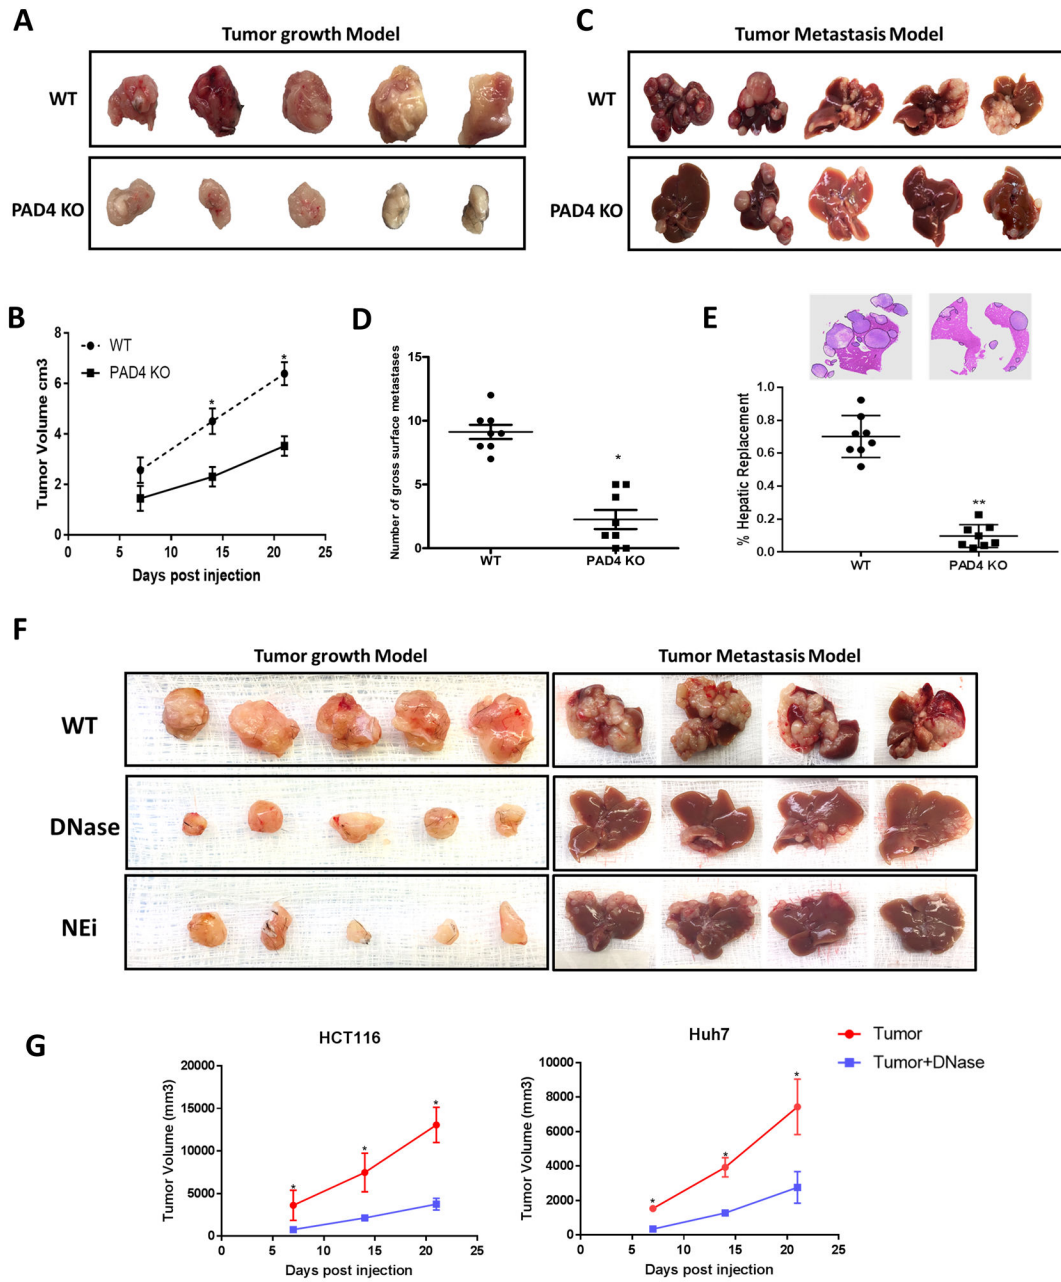 A
Tumor growth Model
WT
PAD4 KO
C
Tumor Metastasis Model
WT
PAD4 KO
B
8
6
4
2
0
Tumor Volume cm3
WT
PAD4 KO
*
*
0
5
10
15
20
25
Days post injection
D
15
10
5
0
Number of gross surface metastases
*
WT
PAD4 KO
E
1.0
0.8
0.6
0.4
0.2
0.0
% Hepatic Replacement
**
WT
PAD4 KO
F
Tumor growth Model
Tumor Metastasis Model
WT
DNase
NEi
G
HCT116
20000
15000
10000
5000
0
Tumor Volume (mm3)
*
*
*
0
5
10
15
20
25
Days post injection
Huh7
10000
8000
6000
4000
2000
0
Tumor Volume (mm3)
*
*
*
0
5
10
15
20
25
Days post injection
Tumor
Tumor+DNase